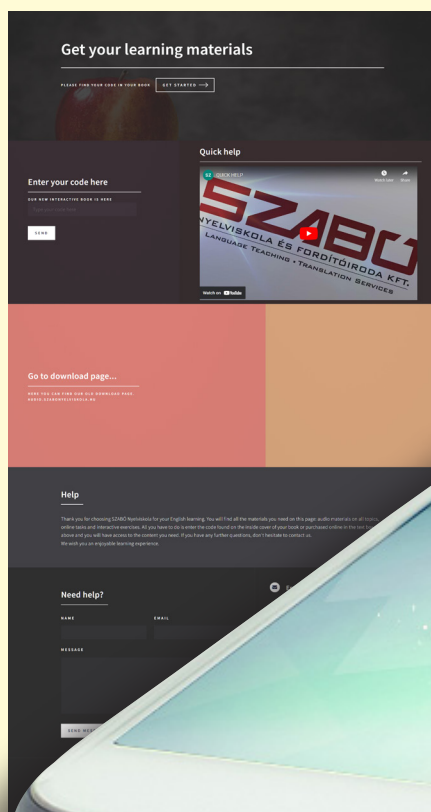 Get your learning materials
PLEASE FIND YOUR CODE IN YOUR BOOK
GET STARTED
Enter your code here
OUR NEW INTERACTIVE BOOK IS HERE
SEND
Quick help
SZ QUICK HELP
Watch later Share
SZABÓ
NYELVISKOLA ÉS FORDÍTÓIRODA KFT.
LANGUAGE TEACHING • TRANSLATION SERVICES
Watch on YouTube
Go to download page...
HERE YOU CAN FIND OUR OLD DOWNLOAD PAGE
AUDIO.SZABONYELVISKOLA.HU
Help
Thank you for choosing SZABÓ Nyelviskola for your English learning. You will find all the materials you need on this page: audio materials on all
online tasks and interactive exercises. All you have to do is enter the code found on the inside cover of your book or purchased online in the text
above and you will have access to the content you need. If you have any further questions, don't hesitate to contact us.
We wish you an enjoyable learning experience.
Need help?
NAME
EMAIL
MESSAGE
SEND